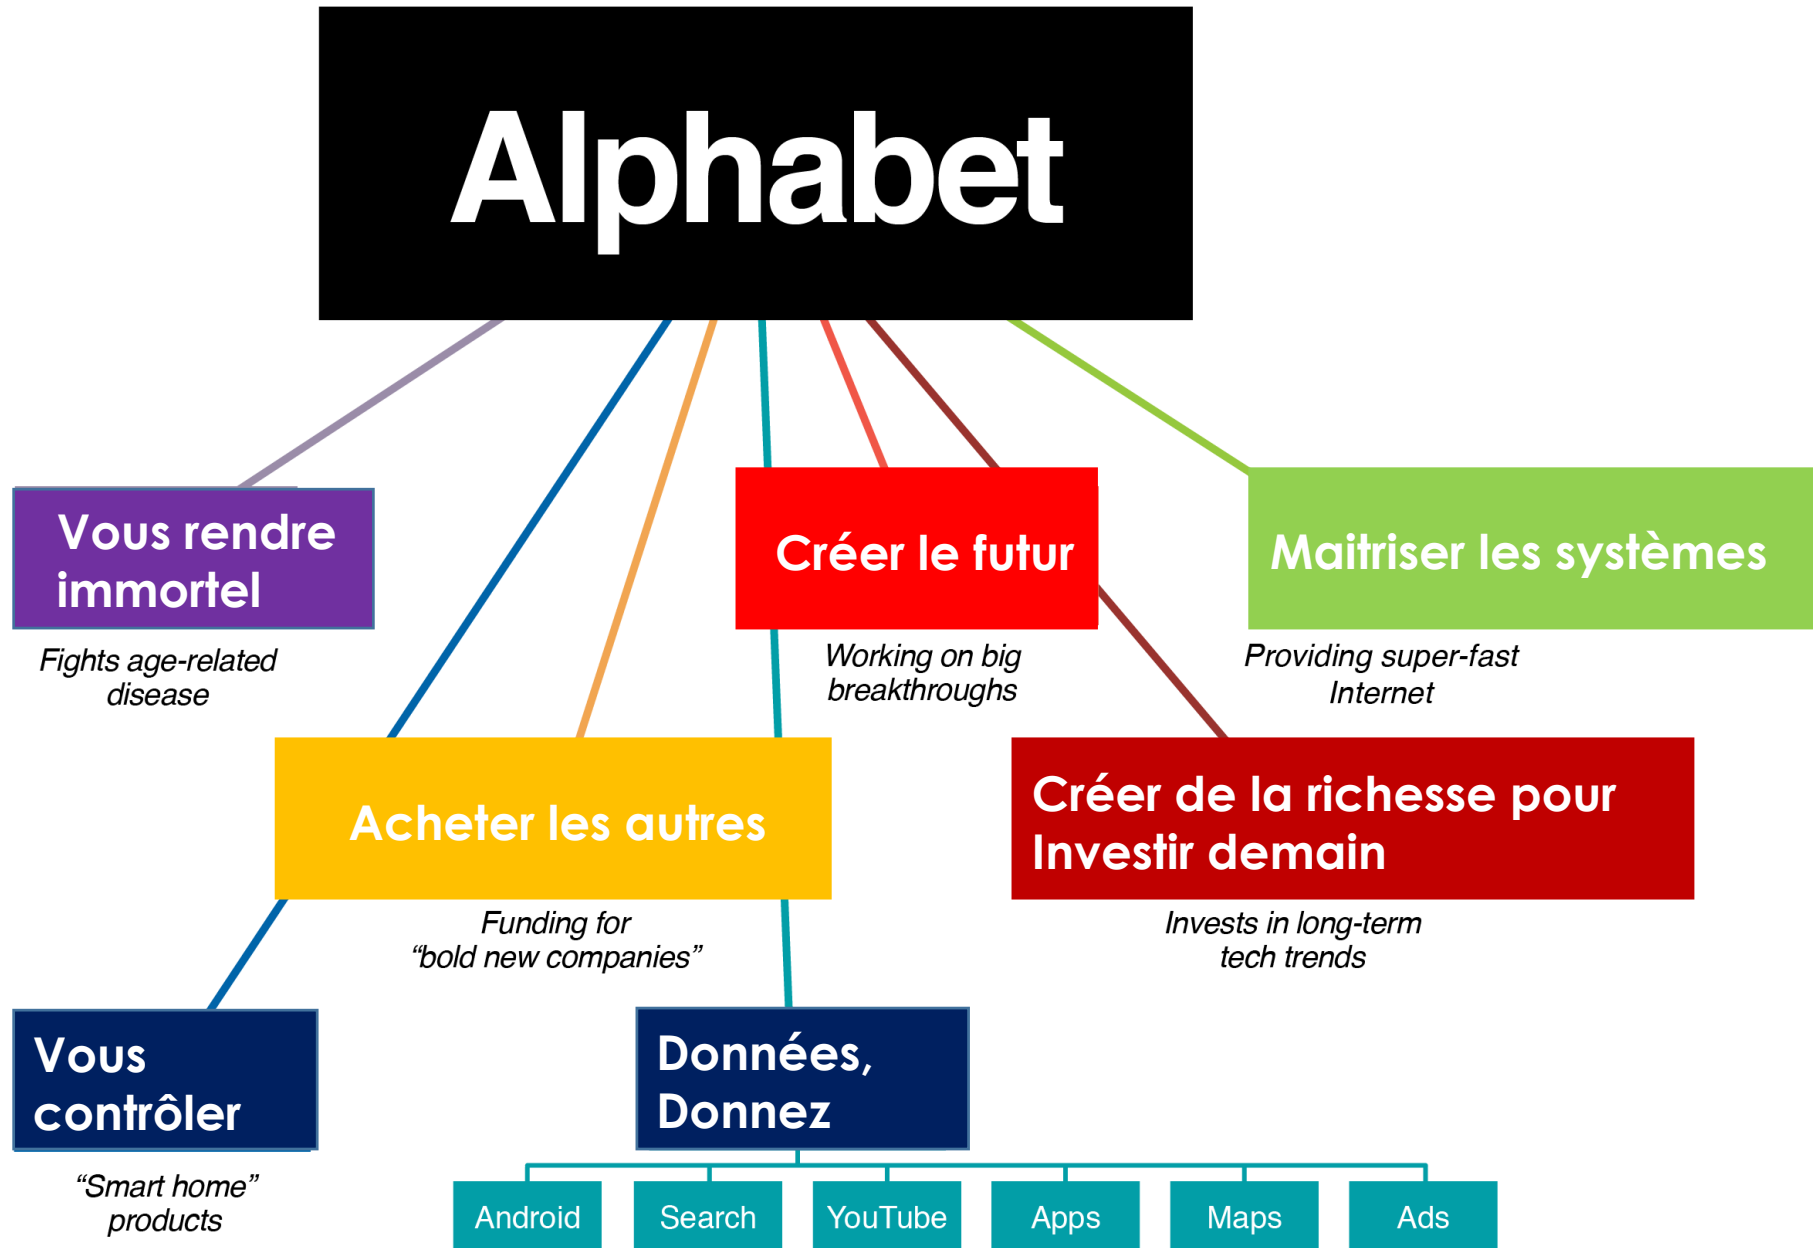 Alphabet
Vous rendre
immortel
Fights age-related
disease
Créer le futur
Working on big
breakthroughs
Maitriser les systèmes
Providing super-fast
Internet
Acheter les autres
Funding for
“bold new companies”
Créer de la richesse pour
Investir demain
Invests in long-term
tech trends
Vous
contrôler
“Smart home”
products
Données,
Donnez
Android
Search
YouTube
Apps
Maps
Ads